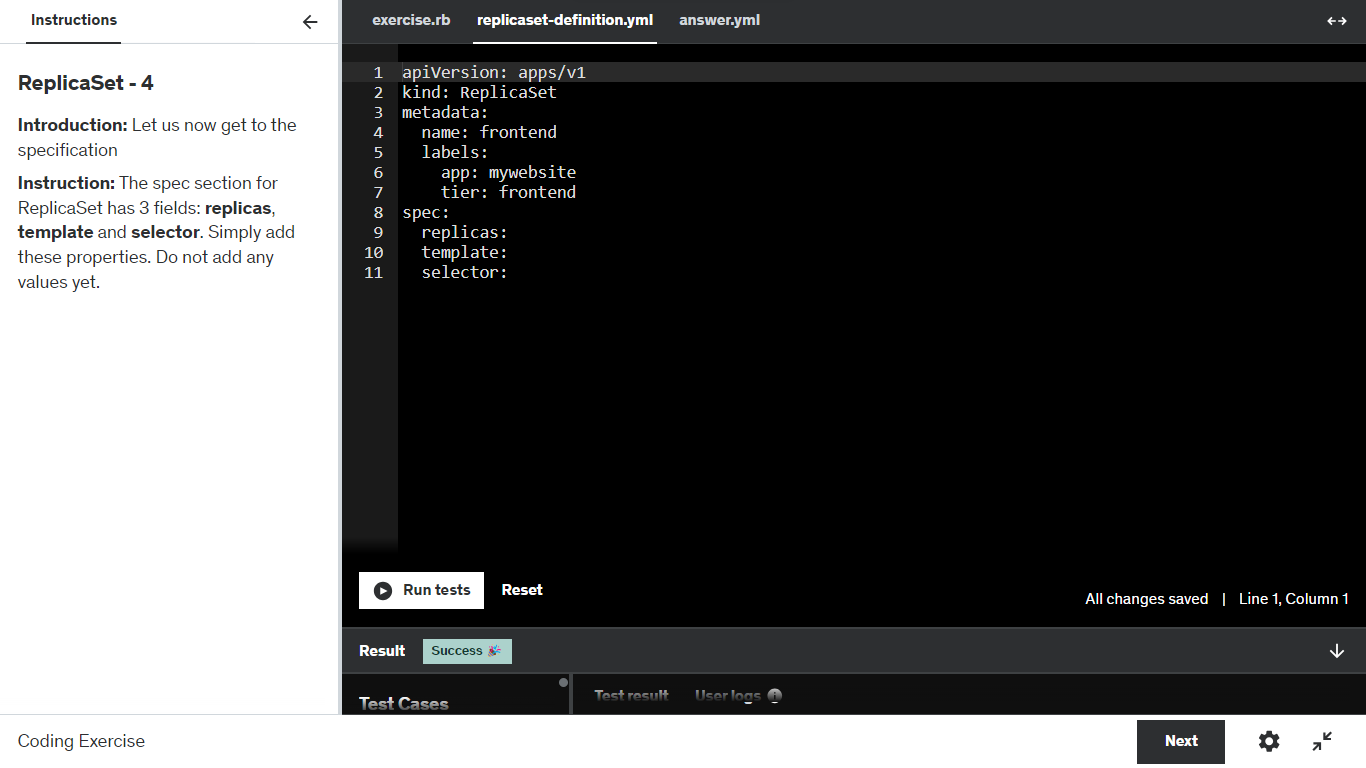 Instructions
exercise.rb replicaset-definition.yml answer.yml
ReplicaSet - 4
Introduction: Let us now get to the
specification
Instruction: The spec section for
ReplicaSet has 3 fields: replicas,
template and selector. Simply add
these properties. Do not add any
values yet.
1 apiVersion: apps/v1
2 kind: ReplicaSet
3 metadata:
4   name: frontend
5   labels:
6     app: mywebsite
7     tier: frontend
8 spec:
9   replicas:
10   template:
11   selector:
Run tests Reset
All changes saved | Line 1, Column 1
Result Success
Test Cases
Test result User logs
Coding Exercise
Next